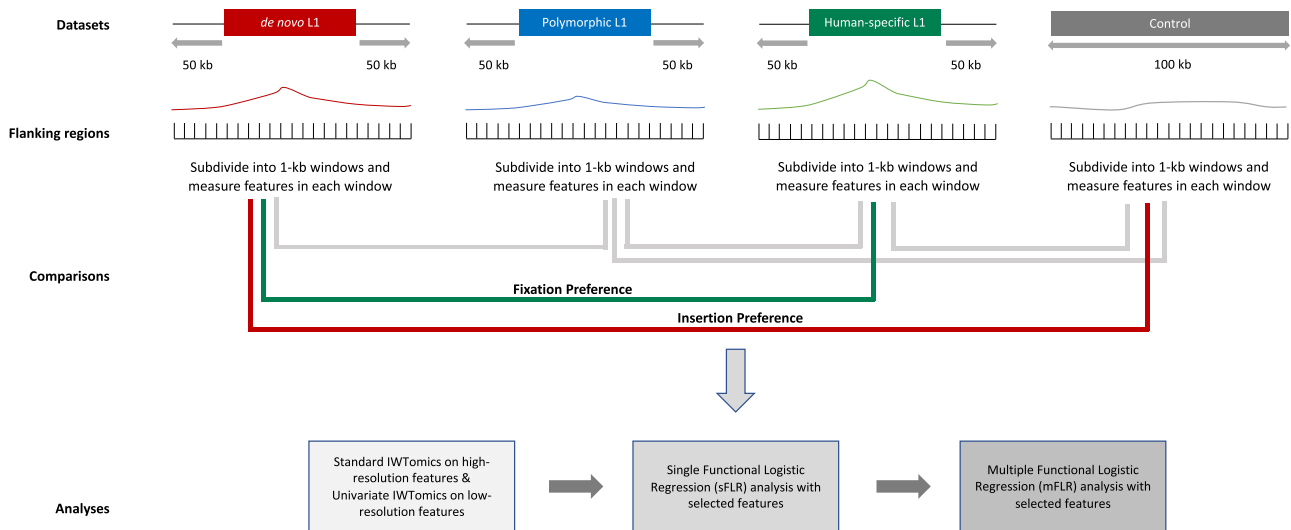 Datasets
de novo L1
Polymorphic L1
Human-specific L1
Control
50 kb
50 kb
50 kb
50 kb
50 kb
50 kb
100 kb
Flanking regions
Subdivide into 1-kb windows and
measure features in each window
Subdivide into 1-kb windows and
measure features in each window
Subdivide into 1-kb windows and
measure features in each window
Subdivide into 1-kb windows and
measure features in each window
Comparisons
Fixation Preference
Insertion Preference
Analyses
Standard IWTomics on high-
resolution features &
Univariate IWTomics on low-
resolution features
Single Functional Logistic
Regression (sFLR) analysis with
selected features
Multiple Functional Logistic
Regression (mFLR) analysis with
selected features